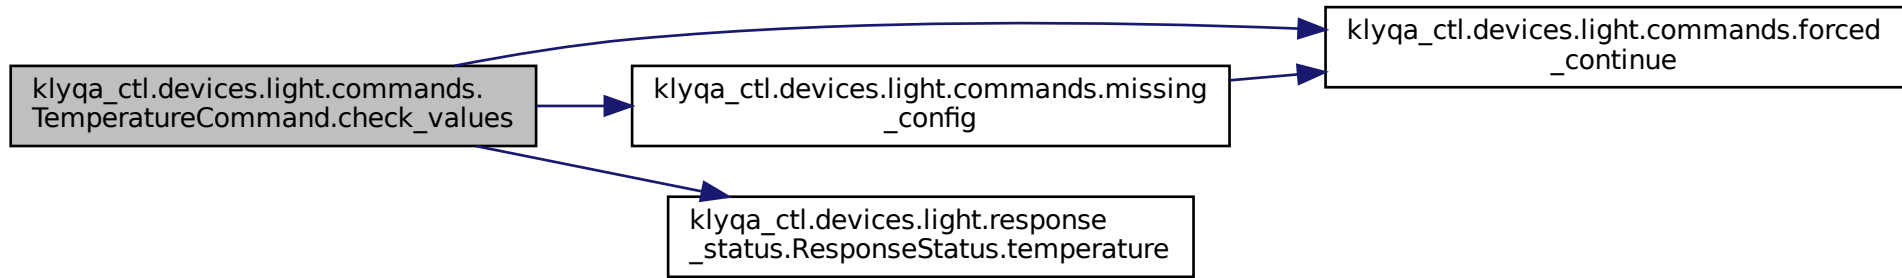 klyqa_ctl.devices.light.commands.
TemperatureCommand.check_values
klyqa_ctl.devices.light.commands.missing
_config
klyqa_ctl.devices.light.commands.forced
_continue
klyqa_ctl.devices.light.response
_status.ResponseStatus.temperature